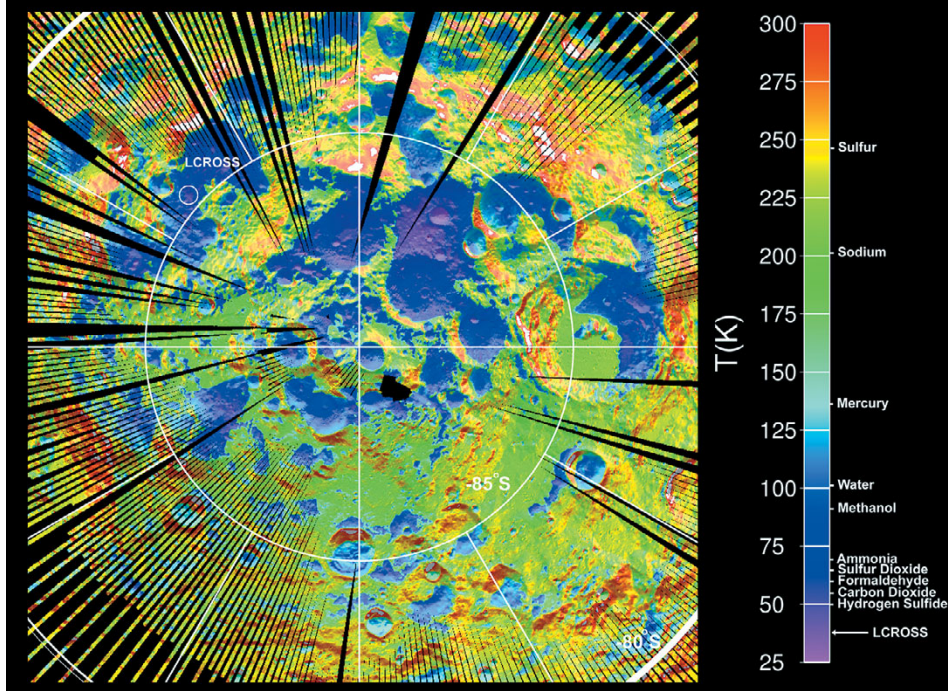 LCROSS
-85°S
-80°S
T(K)
300
275
250
225
200
175
150
125
100
75
50
25
Sulfur
Sodium
Mercury
Water
Methanol
Ammonia
Sulfur Dioxide
Formaldehyde
Carbon Dioxide
Hydrogen Sulfide
LCROSS